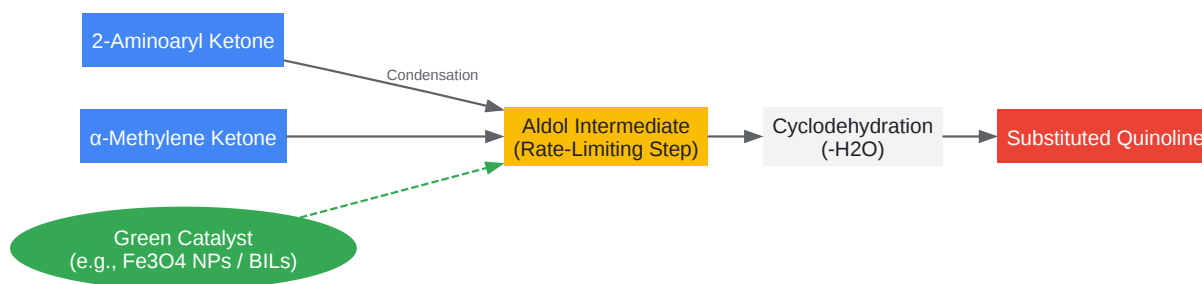 2-Aminoaryl Ketone
Condensation
α-Methylene Ketone
Aldol Intermediate
(Rate-Limiting Step)
Cyclodehydration
(-H2O)
Substituted Quinoline
Green Catalyst
(e.g., Fe3O4 NPs / BILs)